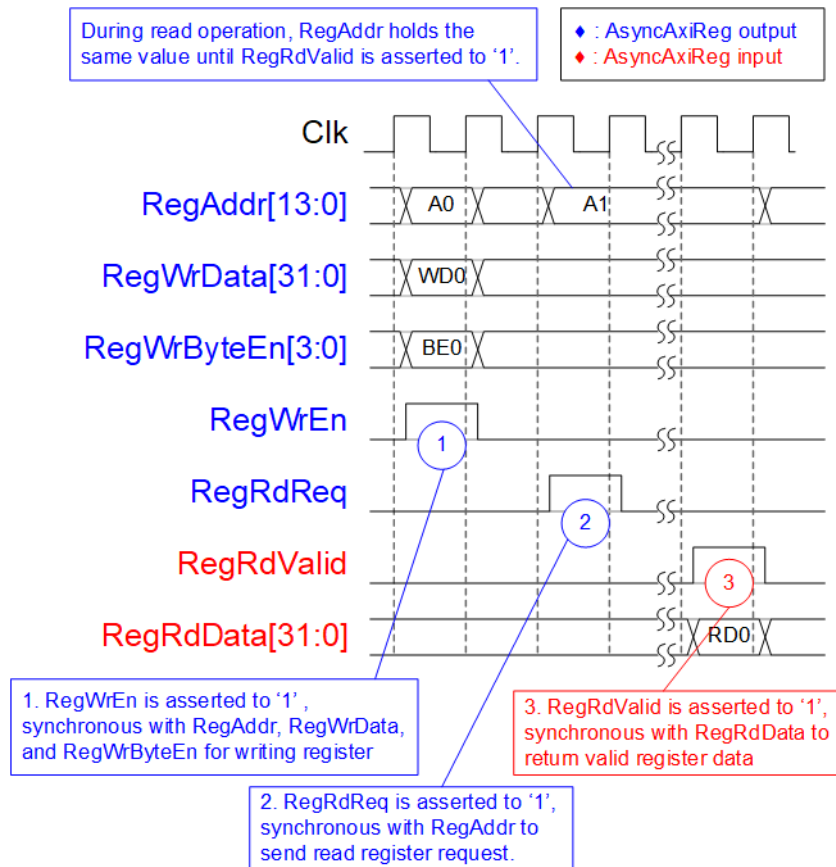 During read operation, RegAddr holds the
same value until RegRdValid is asserted to ‘1’.
♦ : AsyncAxiReg output
♦ : AsyncAxiReg input
Clk
RegAddr[13:0]
A0
A1
RegWrData[31:0]
WD0
RegWrByteEn[3:0]
BE0
RegWrEn
1
RegRdReq
2
RegRdValid
3
RegRdData[31:0]
RD0
1. RegWrEn is asserted to ‘1’ ,
synchronous with RegAddr, RegWrData,
and RegWrByteEn for writing register
3. RegRdValid is asserted to ‘1’,
synchronous with RegRdData to
return valid register data
2. RegRdReq is asserted to ‘1’,
synchronous with RegAddr to
send read register request.